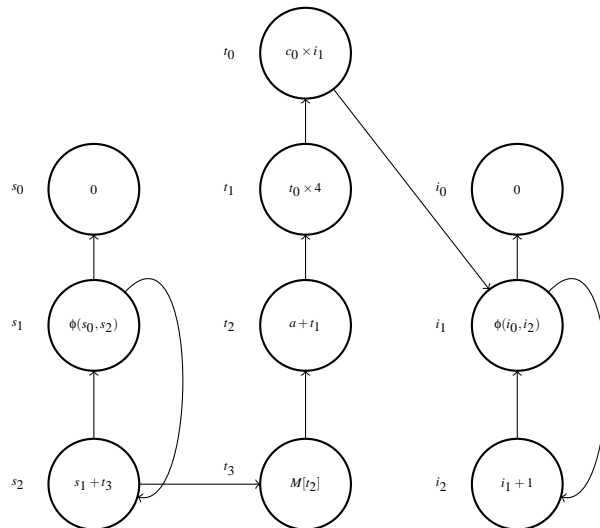 t₀ c₀ × i₁
s₀ 0 t₁ t₀ × 4 i₀ 0
s₁ ϕ(s₀, s₂) t₂ a + t₁ i₁ ϕ(i₀, i₂)
s₂ s₁ + t₃ t₃ M[t₂] i₂ i₁ + 1